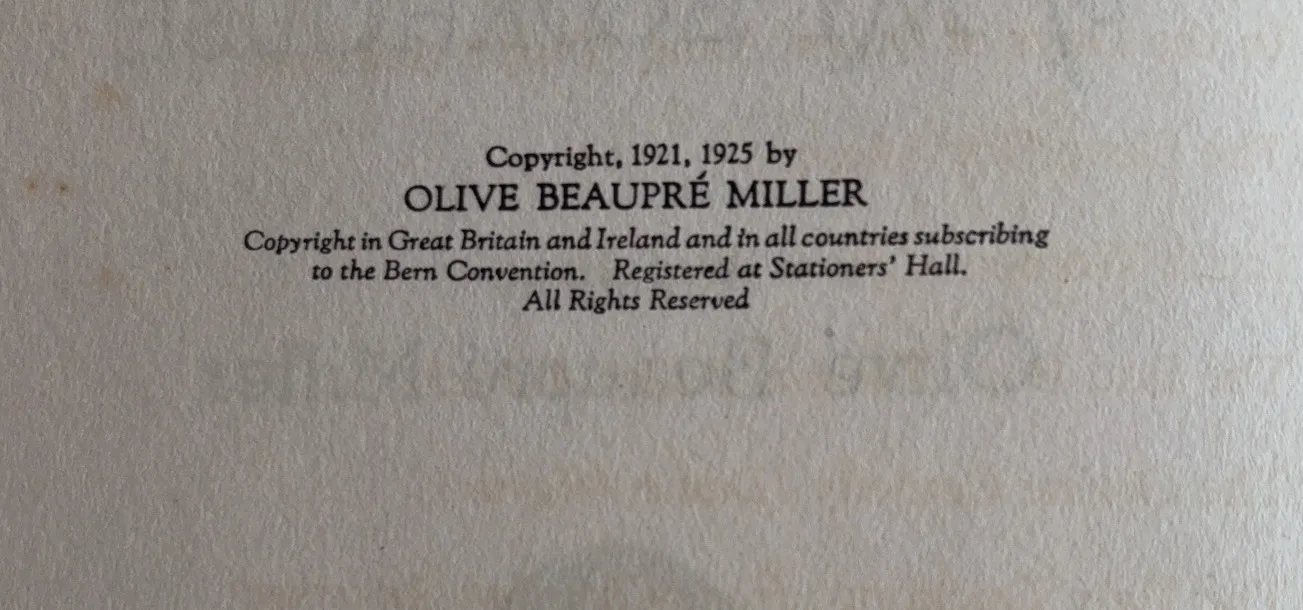 Copyright, 1921, 1925 by
OLIVE BEAUPRÉ MILLER
Copyright in Great Britain and Ireland and in all countries subscribing
to the Bern Convention. Registered at Stationers' Hall.
All Rights Reserved